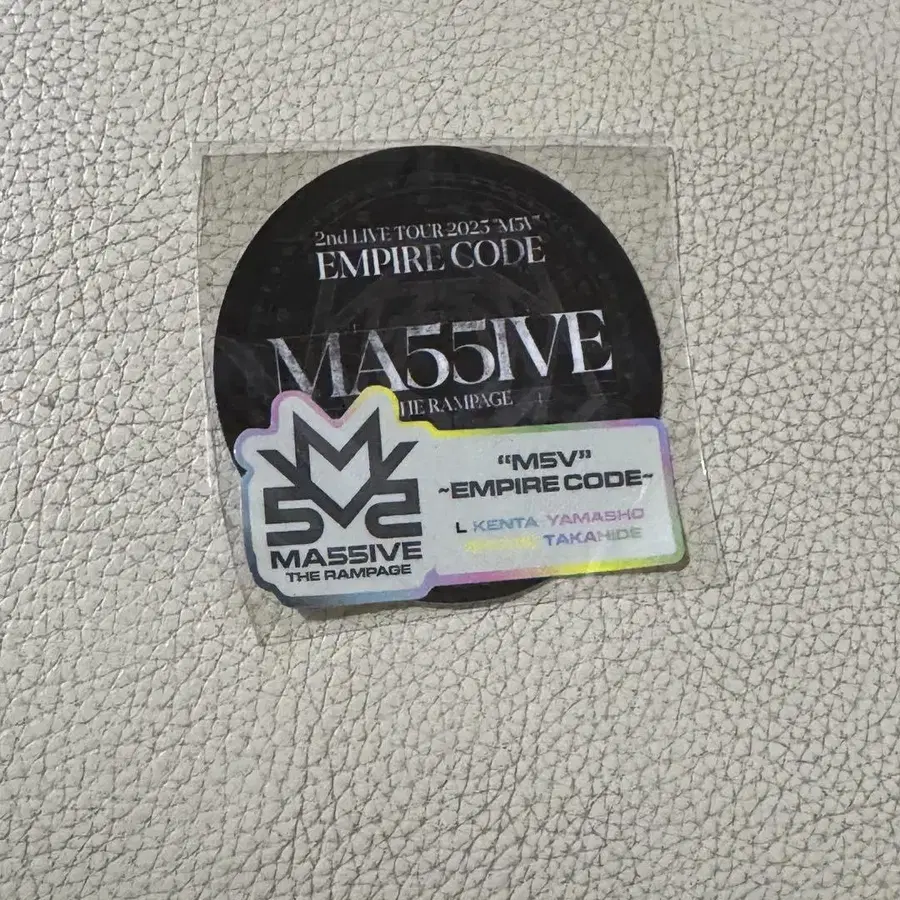 2nd LIVE TOUR 2025 "M5V"
EMPIRE CODE
MA55IVE
THE RAMPAGE
MA55IVE
THE RAMPAGE
"M5V"
~EMPIRE CODE~
L KENTA YAMASHO
TAKAHIDE